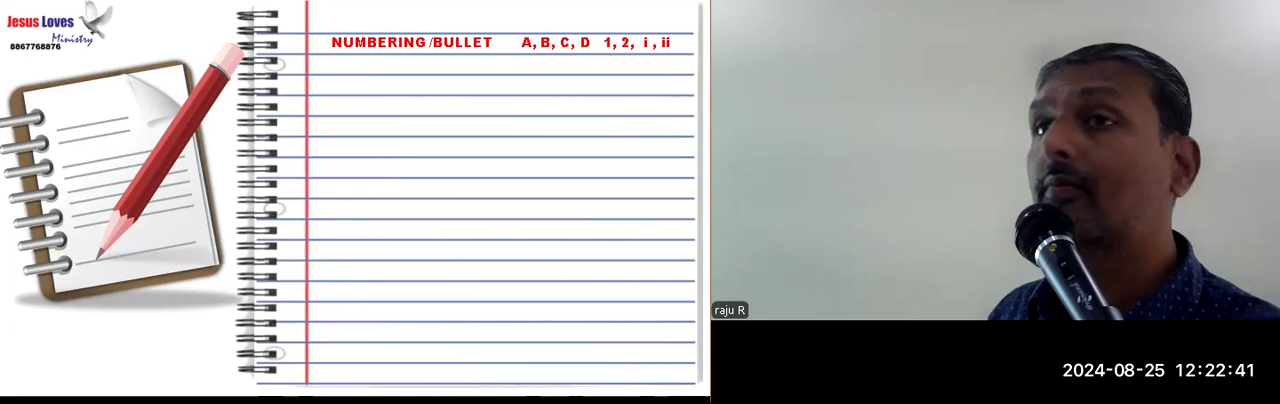 Jesus Loves
Ministry
8867768876
NUMBERING /BULLET A, B, C, D 1, 2, i , ii
raju R
2024-08-25 12:22:41